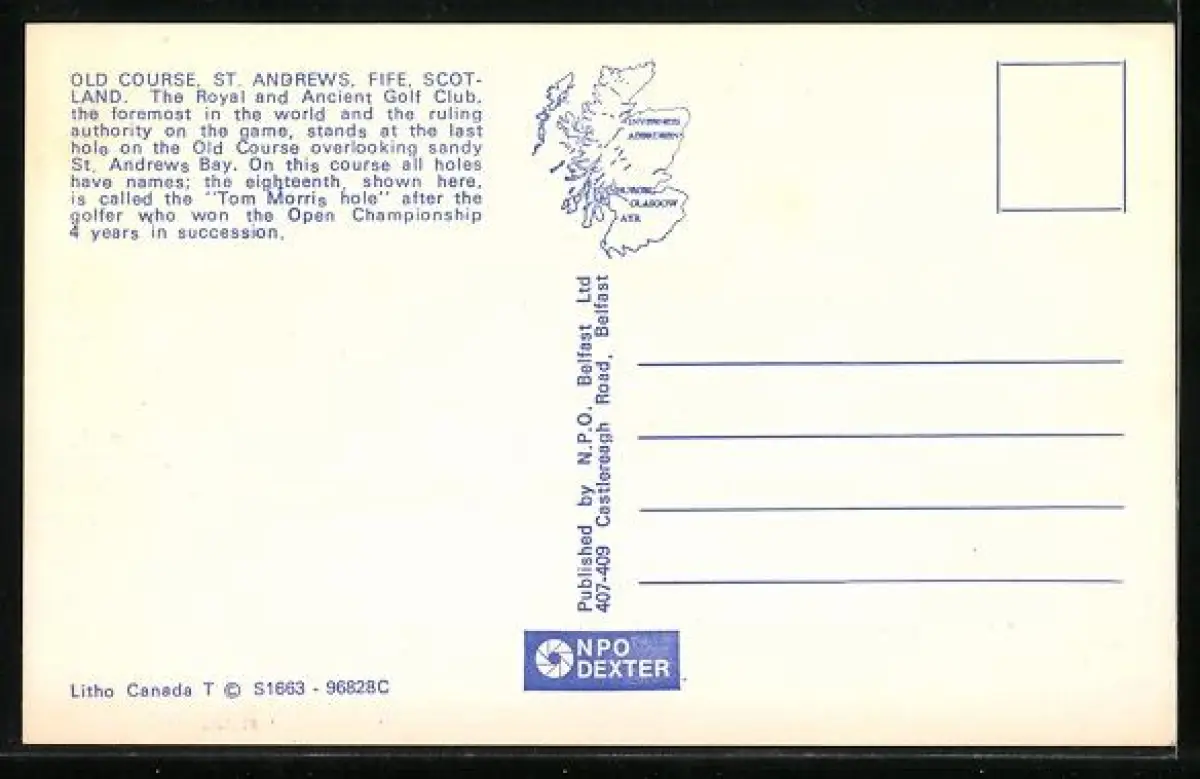 OLD COURSE, ST. ANDREWS, FIFE, SCOT-
LAND. The Royal and Ancient Golf Club,
the foremost in the world and the ruling
authority on the game, stands at the last
hole on the Old Course overlooking sandy
St. Andrews Bay. On this course all holes
have names; the eighteenth, shown here,
is called the "Tom Morris hole" after the
golfer who won the Open Championship
4 years in succession.
INVERNESS
ABERDEEN
GLASGOW
AYR
Published by N.P.O. Belfast Ltd
407-409 Castlereagh Road, Belfast
NPO
DEXTER
Litho Canada T © S1663 - 96828C